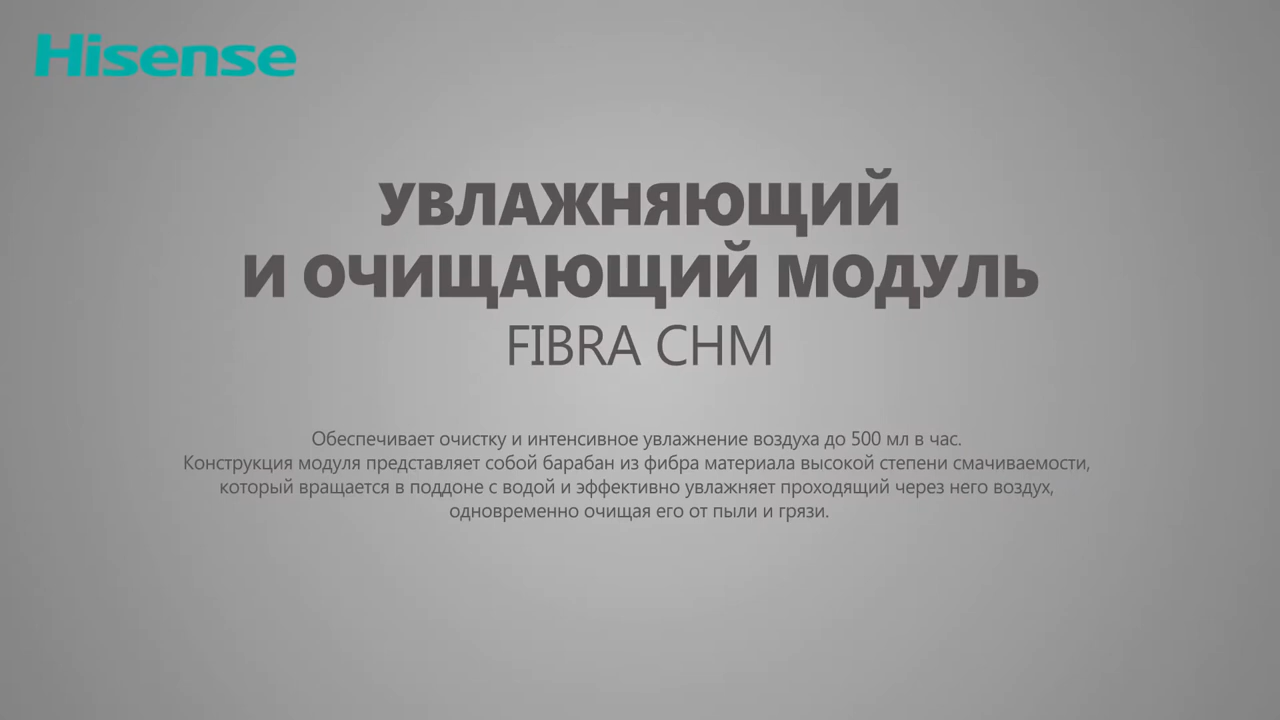 Hisense
УВЛАЖНЯЮЩИЙ
И ОЧИЩАЮЩИЙ МОДУЛЬ
FIBRA CHM
Обеспечивает очистку и интенсивное увлажнение воздуха до 500 мл в час.
Конструкция модуля представляет собой барабан из фибра материала высокой степени смачиваемости,
который вращается в поддоне с водой и эффективно увлажняет проходящий через него воздух,
одновременно очищая его от пыли и грязи.